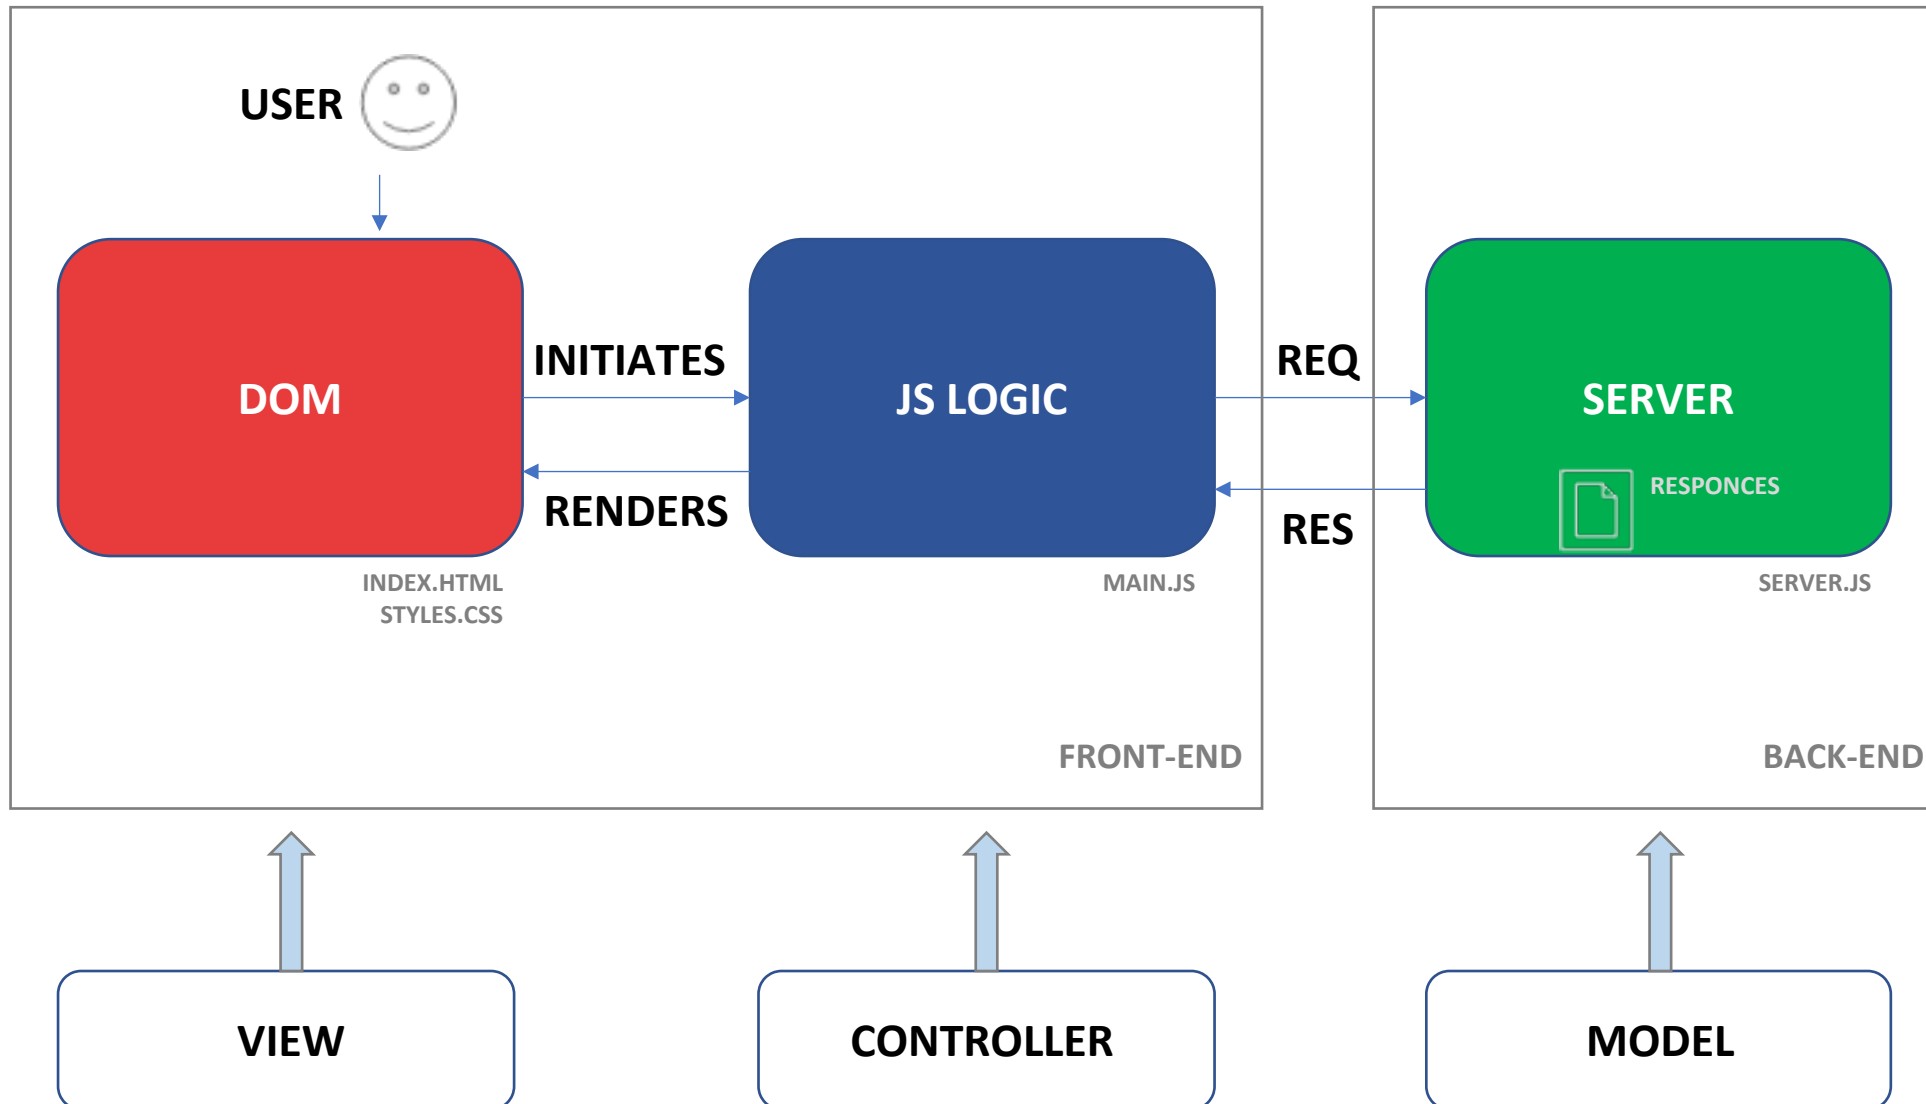 USER
DOM
INITIATES
RENDERS
JS LOGIC
REQ
RES
SERVER
RESPONCES
INDEX.HTML
STYLES.CSS
MAIN.JS
SERVER.JS
FRONT-END
BACK-END
VIEW
CONTROLLER
MODEL